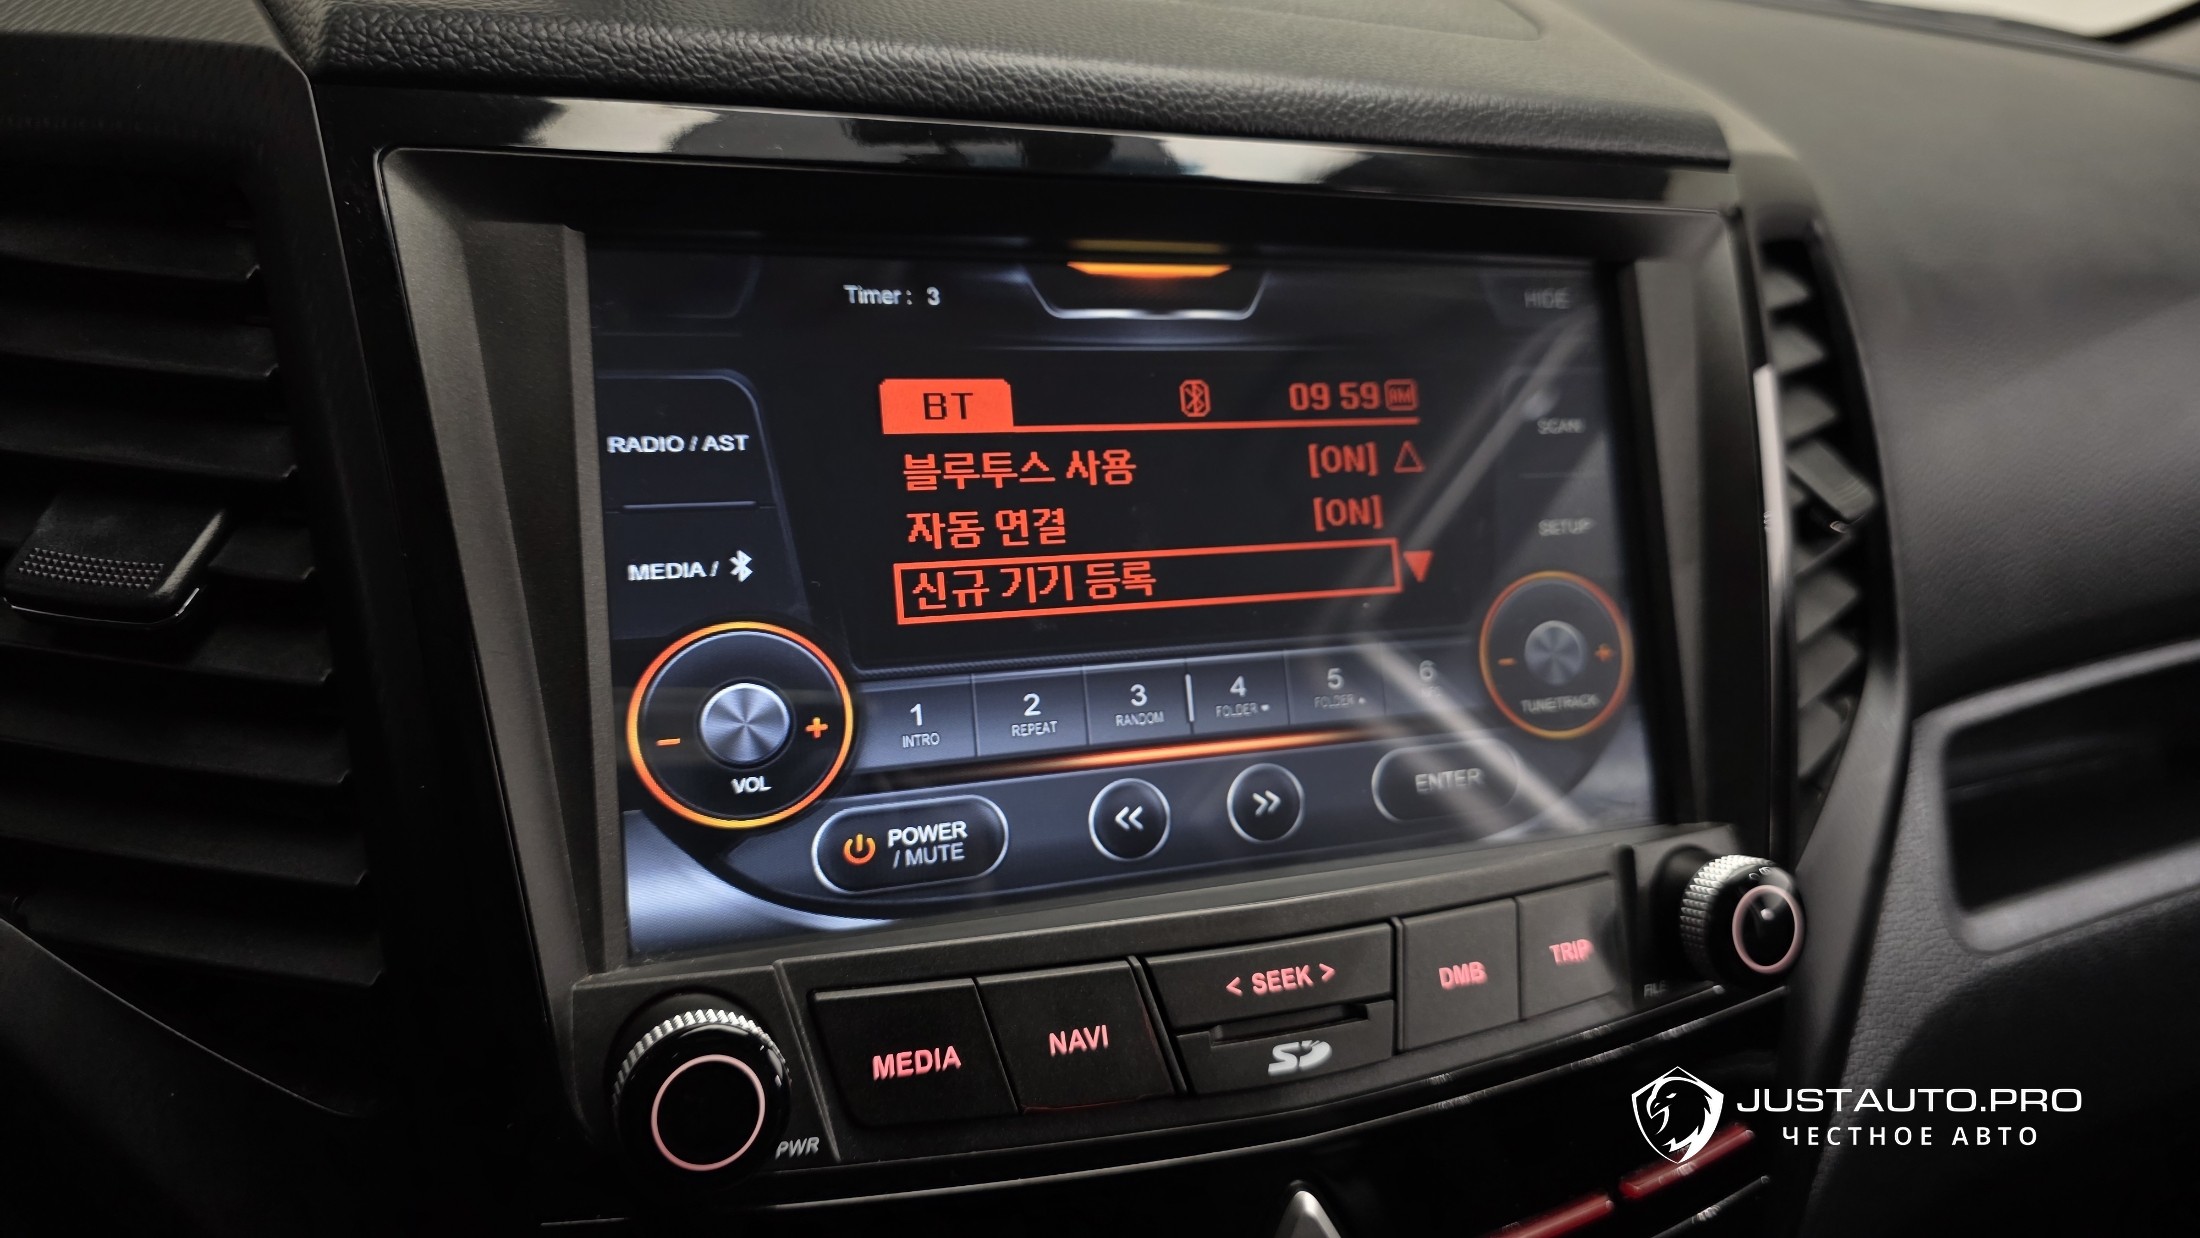 Timer : 3
HIDE
BT
09 59 AM
RADIO / AST
블루투스 사용 [ON]
SCAN
자동 연결 [ON]
SETUP
MEDIA /
신규 기기 등록
1 2 3 4 5 6
INTRO REPEAT RANDOM FOLDER FOLDER
- + VOL
- + TUNETRACK
POWER
/ MUTE
<< >>
ENTER
MEDIA
NAVI
< SEEK >
SD
DMB
TRIP
PWR
JUSTAUTO.PRO
ЧЕСТНОЕ АВТО